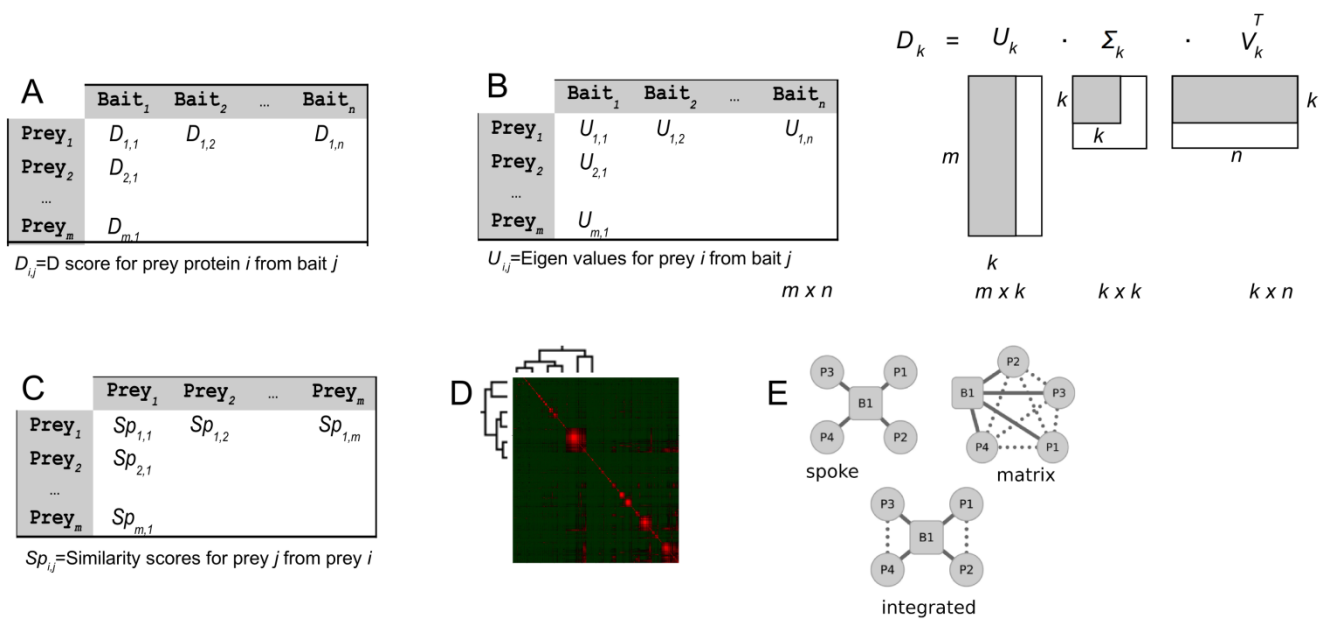 A
Bait1 Bait2 ... Baitn
Prey1 D1,1 D1,2 D1,n
Prey2 D2,1
...
Preym Dm,1
Di,j=D score for prey protein i from bait j
B
Bait1 Bait2 ... Baitn
Prey1 U1,1 U1,2 U1,n
Prey2 U2,1
...
Preym Um,1
Ui,j=Eigen values for prey i from bait j
m x n
Dk = Uk · Σk · VkT
m
k
k
k
k
n
m x k k x k k x n
C
Prey1 Prey2 ... Preym
Prey1 Sp1,1 Sp1,2 Sp1,m
Prey2 Sp2,1
...
Preym Spm,1
Spi,j=Similarity scores for prey j from prey i
D
E
P3 P1
B1
P4 P2
spoke
P2
B1 P3
P4 P1
matrix
P3 P1
B1
P4 P2
integrated